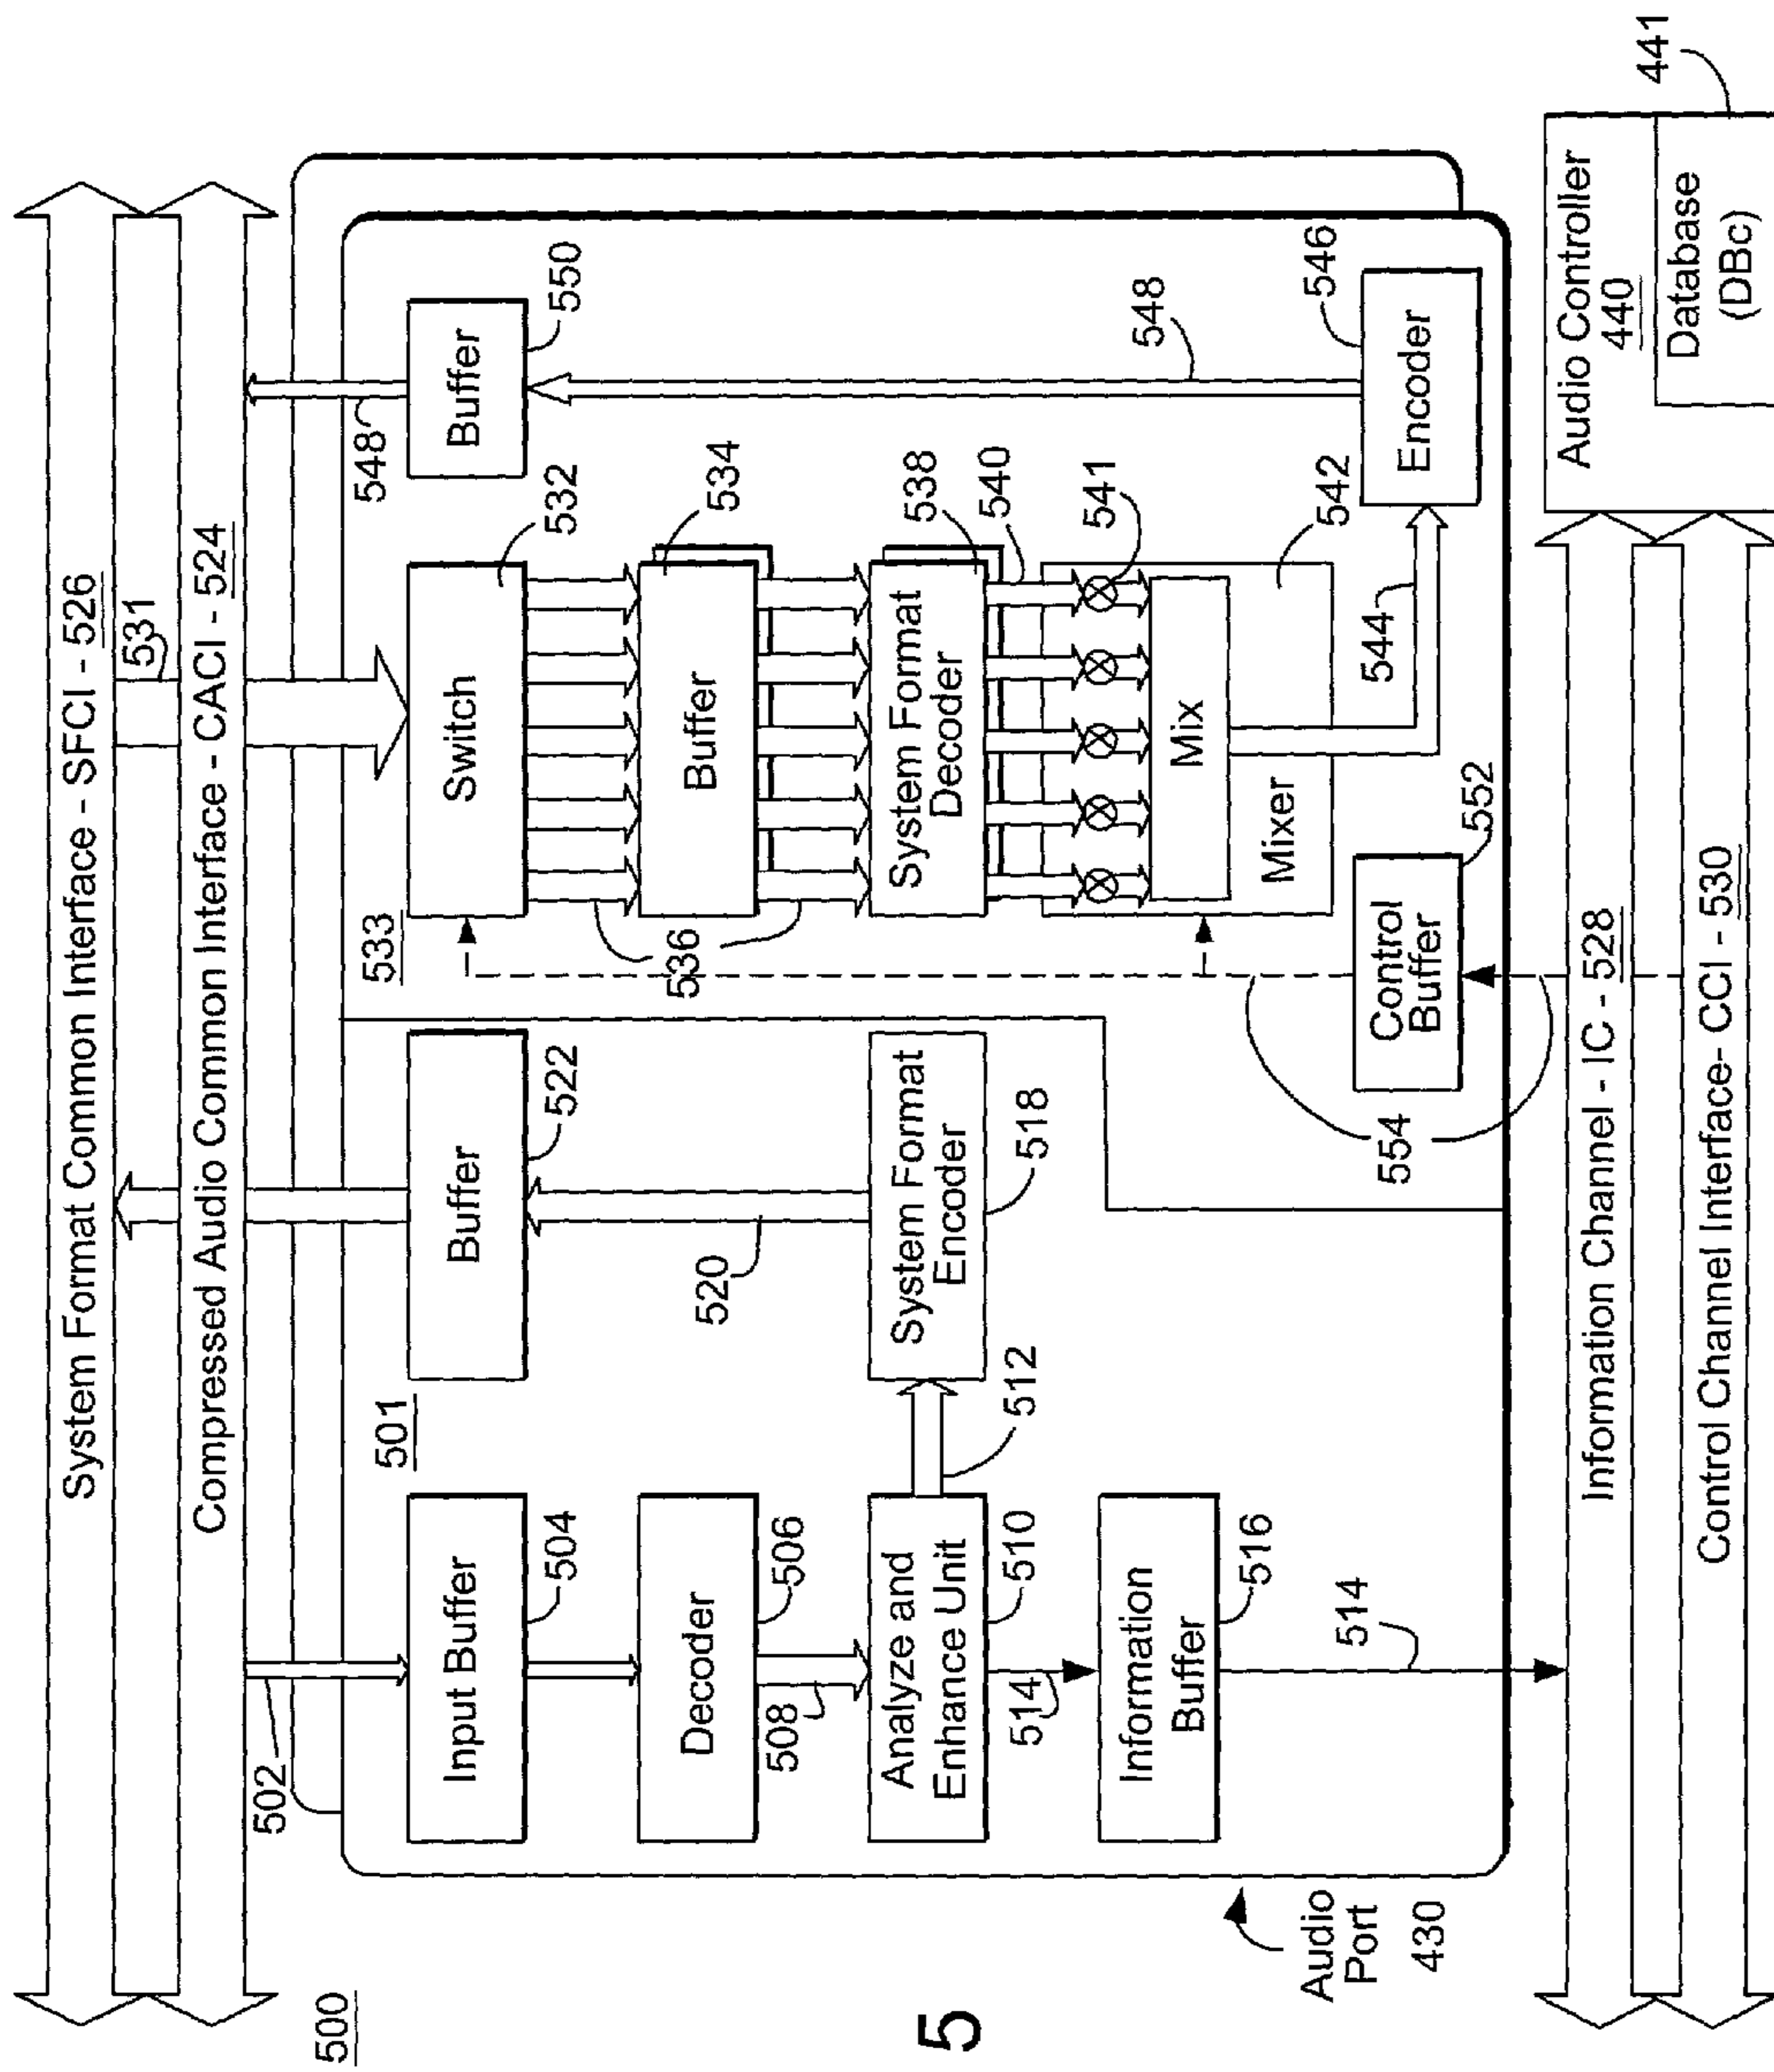 System Format Common Interface - SFCI - 526
531
Compressed Audio Common Interface - CACI - 524
502
548
500
501
533
Input Buffer
504
Buffer
522
Switch
532
Buffer
550
Decoder
506
508
520
536
Buffer
534
Analyze and
Enhance Unit
510
512
System Format
Encoder
518
System Format
Decoder
538
540
541
548
514
Information
Buffer
516
514
Mix
Mixer
542
544
Encoder
546
Control
Buffer
552
554
Audio
Port
430
5
Information Channel - IC - 528
Control Channel Interface- CCI - 530
Audio Controller
440
Database
(DBc)
441